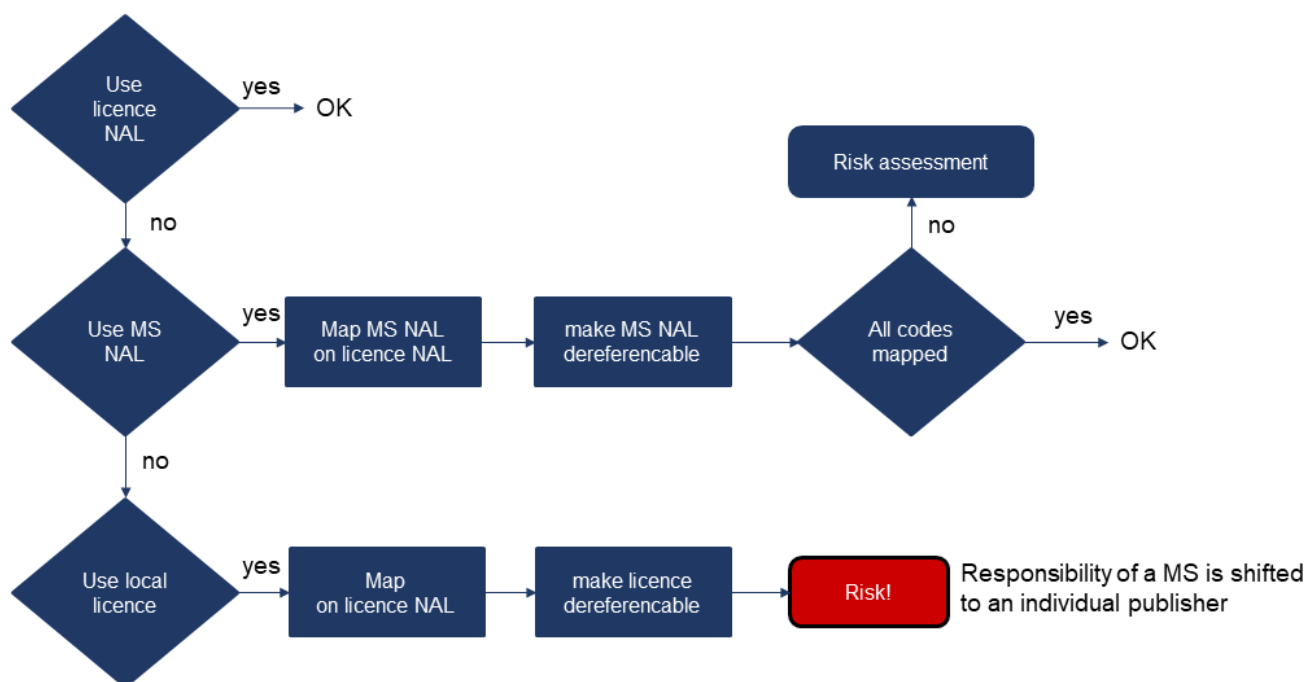 Use
licence
NAL
yes
OK
no
Risk assessment
no
Use MS
NAL
yes
Map MS NAL
on licence NAL
make MS NAL
dereferencable
All codes
mapped
yes
OK
no
Use local
licence
yes
Map
on licence NAL
make licence
dereferencable
Risk!
Responsibility of a MS is shifted
to an individual publisher